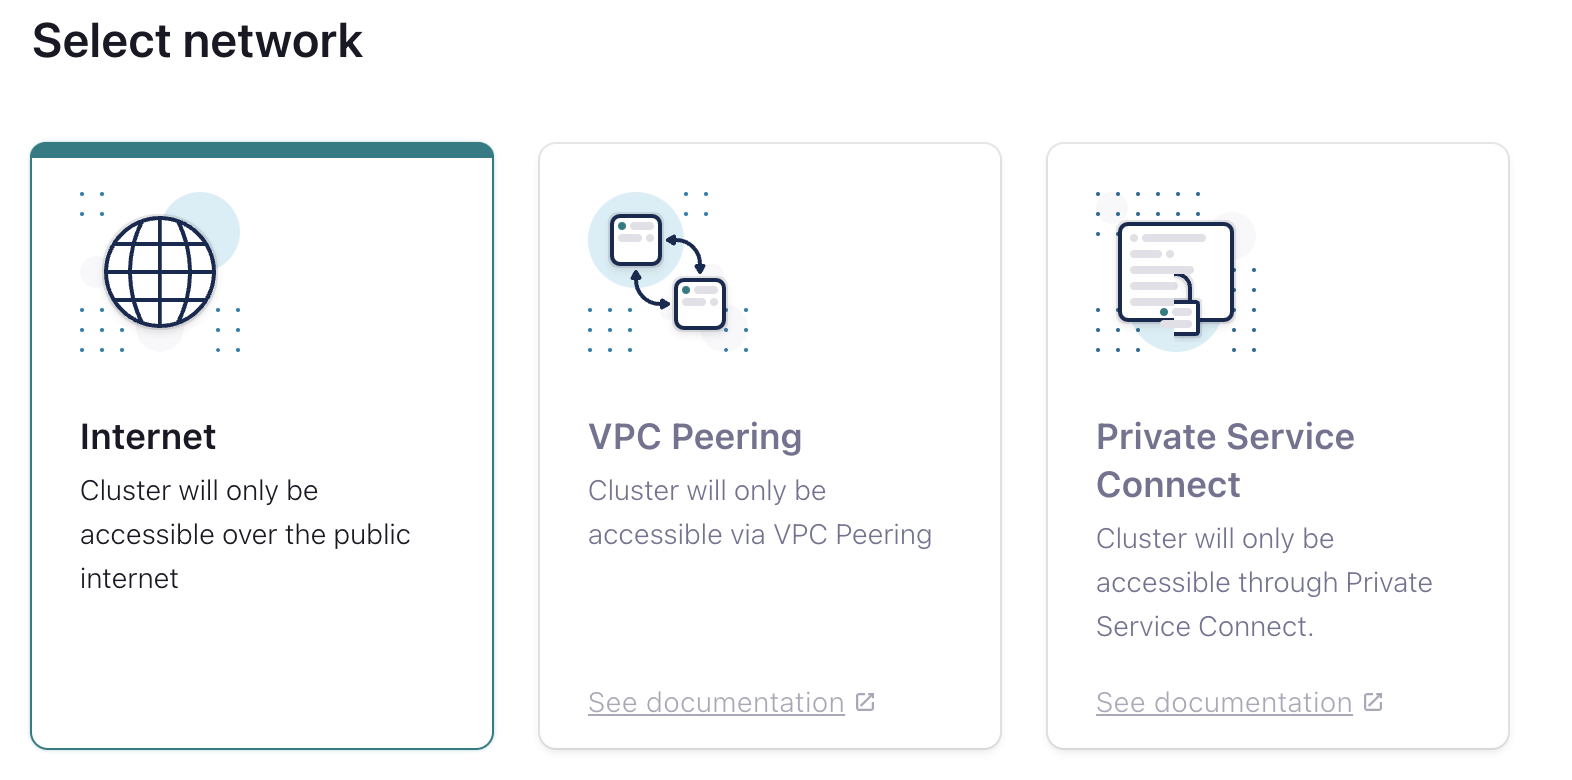 Select network
Internet
Cluster will only be
accessible over the public
internet
VPC Peering
Cluster will only be
accessible via VPC Peering
See documentation
Private Service
Connect
Cluster will only be
accessible through Private
Service Connect.
See documentation